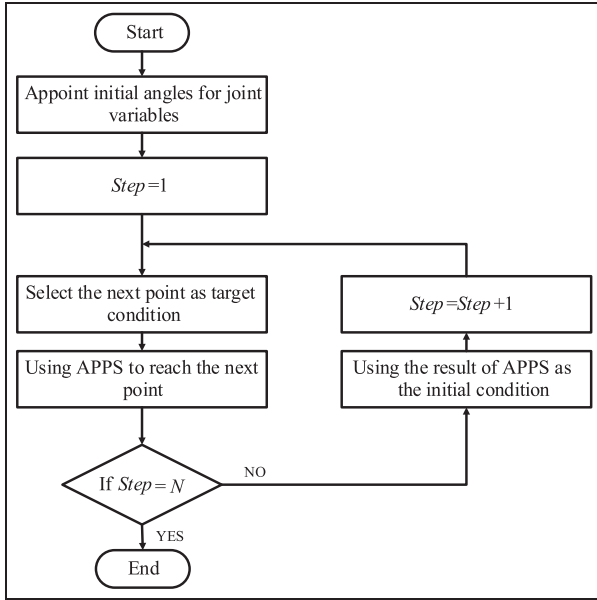 Start
Appoint initial angles for joint
variables
Step=1
Select the next point as target
condition
Step=Step+1
Using APPS to reach the next
point
Using the result of APPS as
the initial condition
If Step=N
NO
YES
End